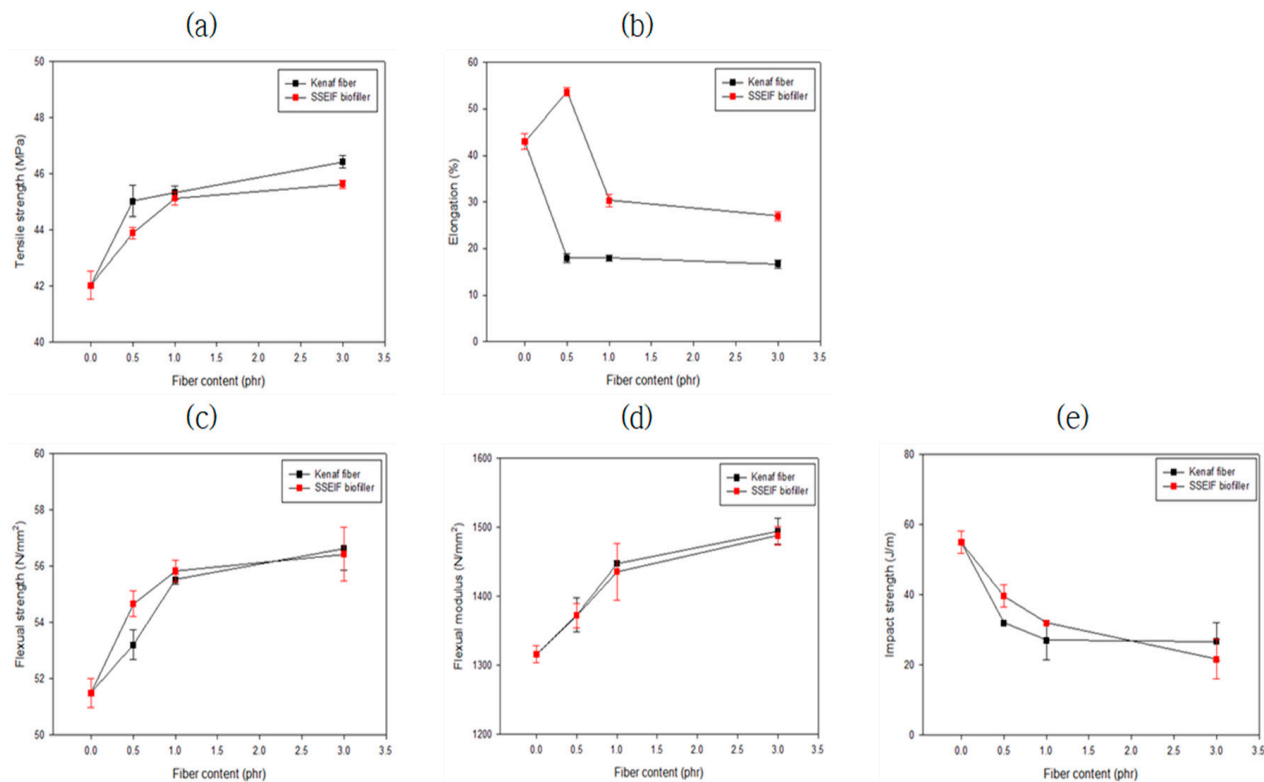 (a)
50
48
46
44
42
40
Tensile strength (MPa)
Kenaf fiber
SSEIF biofiller
0.0 0.5 1.0 1.5 2.0 2.5 3.0 3.5
Fiber content (phr)
(b)
60
50
40
30
20
10
0
Elongation (%)
Kenaf fiber
SSEIF biofiller
0.0 0.5 1.0 1.5 2.0 2.5 3.0 3.5
Fiber content (phr)
(c)
60
58
56
54
52
50
Flexual strength (N/mm²)
Kenaf fiber
SSEIF biofiller
0.0 0.5 1.0 1.5 2.0 2.5 3.0 3.5
Fiber content (phr)
(d)
1600
1500
1400
1300
1200
Flexual modulus (N/mm²)
Kenaf fiber
SSEIF biofiller
0.0 0.5 1.0 1.5 2.0 2.5 3.0 3.5
Fiber content (phr)
(e)
80
60
40
20
0
Impact strength (J/m)
Kenaf fiber
SSEIF biofiller
0.0 0.5 1.0 1.5 2.0 2.5 3.0 3.5
Fiber content (phr)